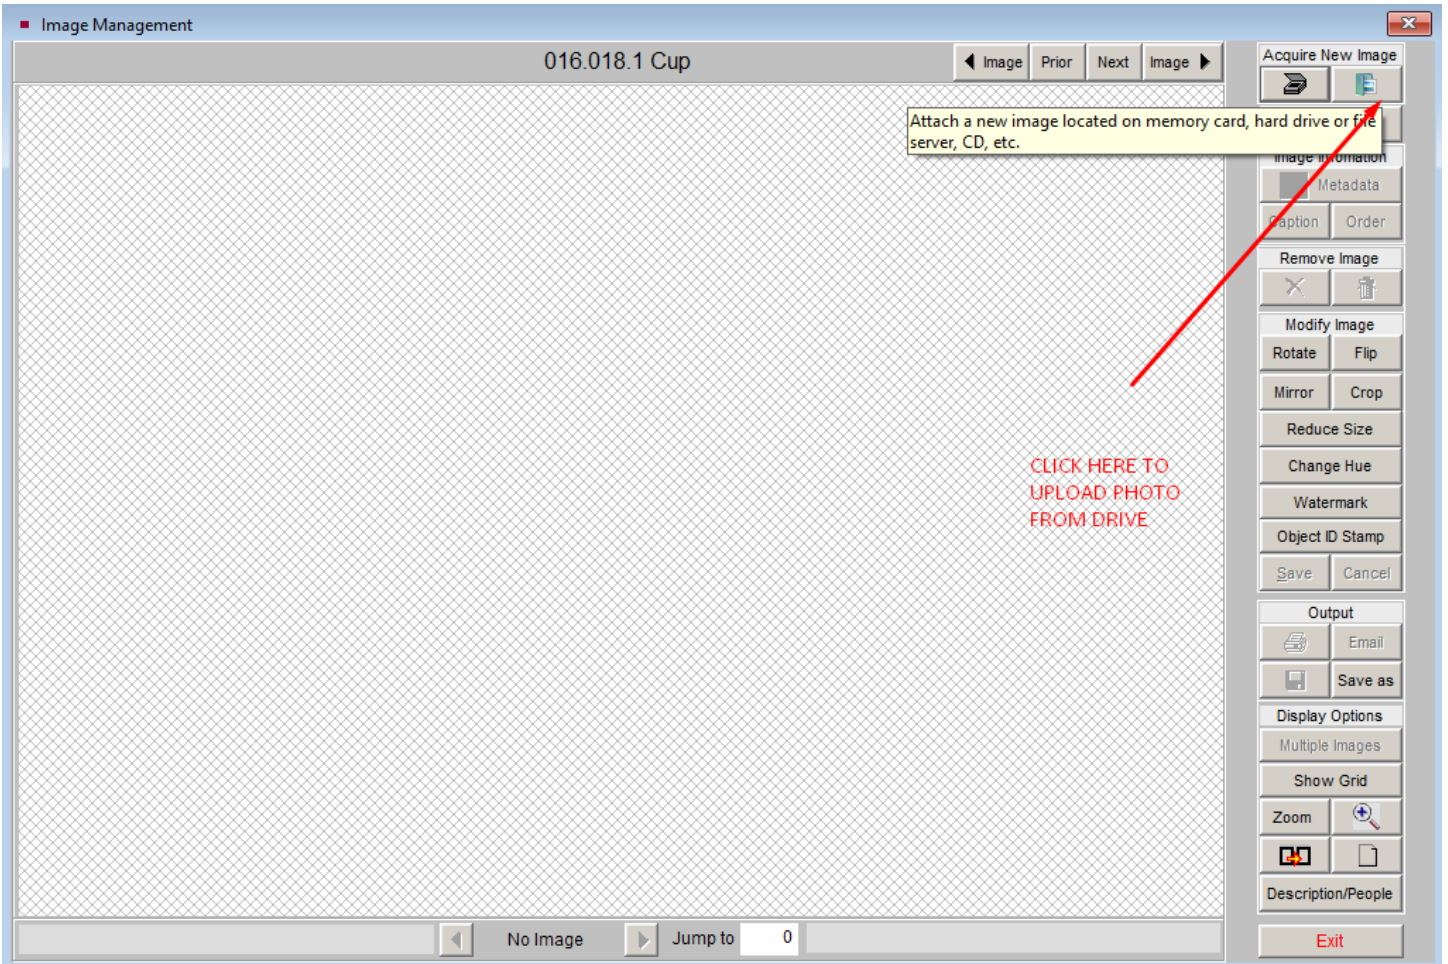 Image Management
016.018.1 Cup
Image
Prior
Next
Image
Acquire New Image
Attach a new image located on memory card, hard drive or file
server, CD, etc.
Image Infomation
Metadata
Caption
Order
Remove Image
Modify Image
Rotate
Flip
Mirror
Crop
Reduce Size
Change Hue
CLICK HERE TO
UPLOAD PHOTO
FROM DRIVE
Watermark
Object ID Stamp
Save
Cancel
Output
Email
Save as
Display Options
Multiple Images
Show Grid
Zoom
Description/People
No Image
Jump to
0
Exit